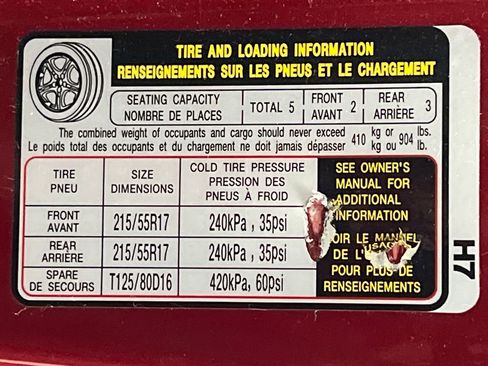 TIRE AND LOADING INFORMATION
RENSEIGNEMENTS SUR LES PNEUS ET LE CHARGEMENT
SEATING CAPACITY
NOMBRE DE PLACES
TOTAL 5
FRONT
AVANT 2
REAR
ARRIÈRE 3
The combined weight of occupants and cargo should never exceed 410 kg or 904 lbs.
Le poids total des occupants et du chargement ne doit jamais dépasser kg ou lb.
TIRE
PNEU
SIZE
DIMENSIONS
COLD TIRE PRESSURE
PRESSION DES
PNEUS À FROID
FRONT
AVANT
215/55R17
240kPa , 35psi
REAR
ARRIÈRE
215/55R17
240kPa , 35psi
SPARE
DE SECOURS
T125/80D16
420kPa, 60psi
SEE OWNER'S
MANUAL FOR
ADDITIONAL
INFORMATION
LE
DE
POUR PLUS DE
RENSEIGNEMENTS
H7